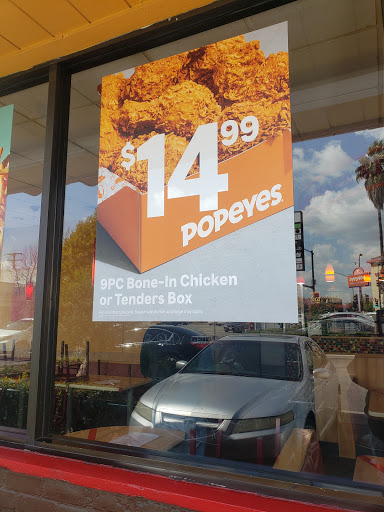 $14.99
POPEYES
9PC Bone-In Chicken
or Tenders Box